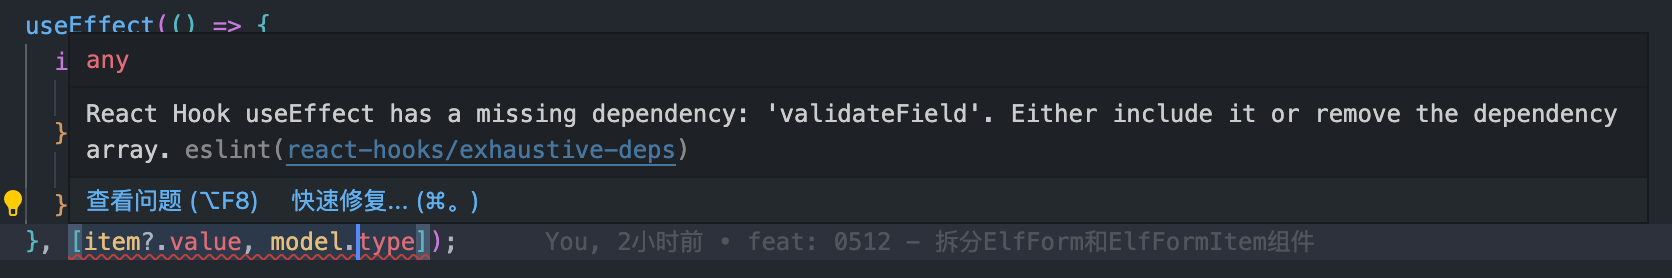 useEffect(() => {
i
any
React Hook useEffect has a missing dependency: 'validateField'. Either include it or remove the dependency
array. eslint(react-hooks/exhaustive-deps)
}
查看问题 (⌥F8) 快速修复... (⌘。)
}
}, [item?.value, model.type]); You, 2小时前 • feat: 0512 - 拆分ElfForm和ElfFormItem组件